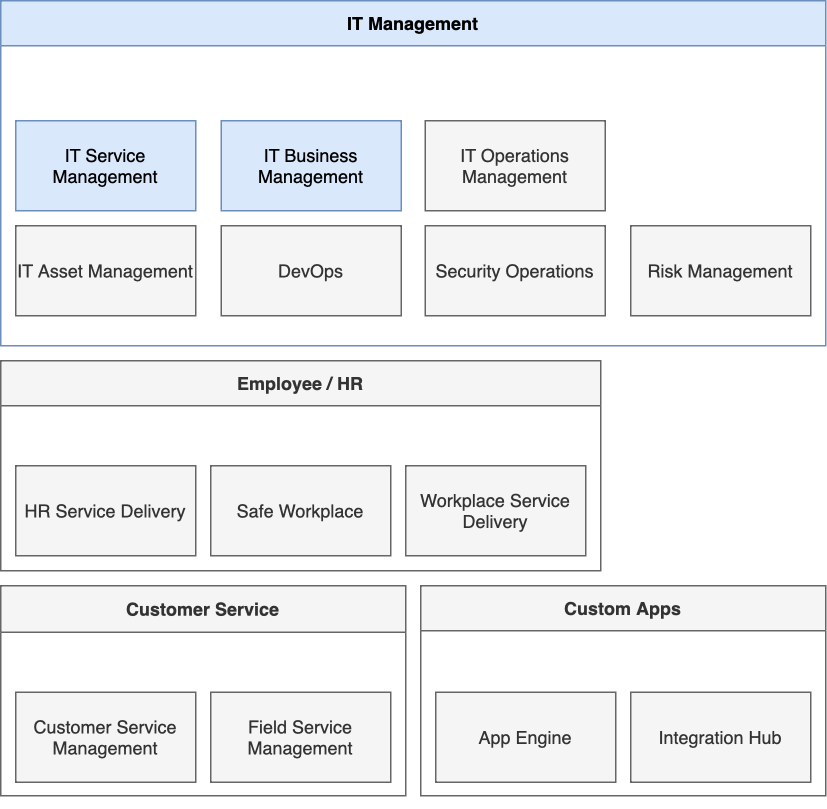 IT Management
IT Service
Management
IT Business
Management
IT Operations
Management
IT Asset Management
DevOps
Security Operations
Risk Management
Employee / HR
HR Service Delivery
Safe Workplace
Workplace Service
Delivery
Customer Service
Customer Service
Management
Field Service
Management
Custom Apps
App Engine
Integration Hub